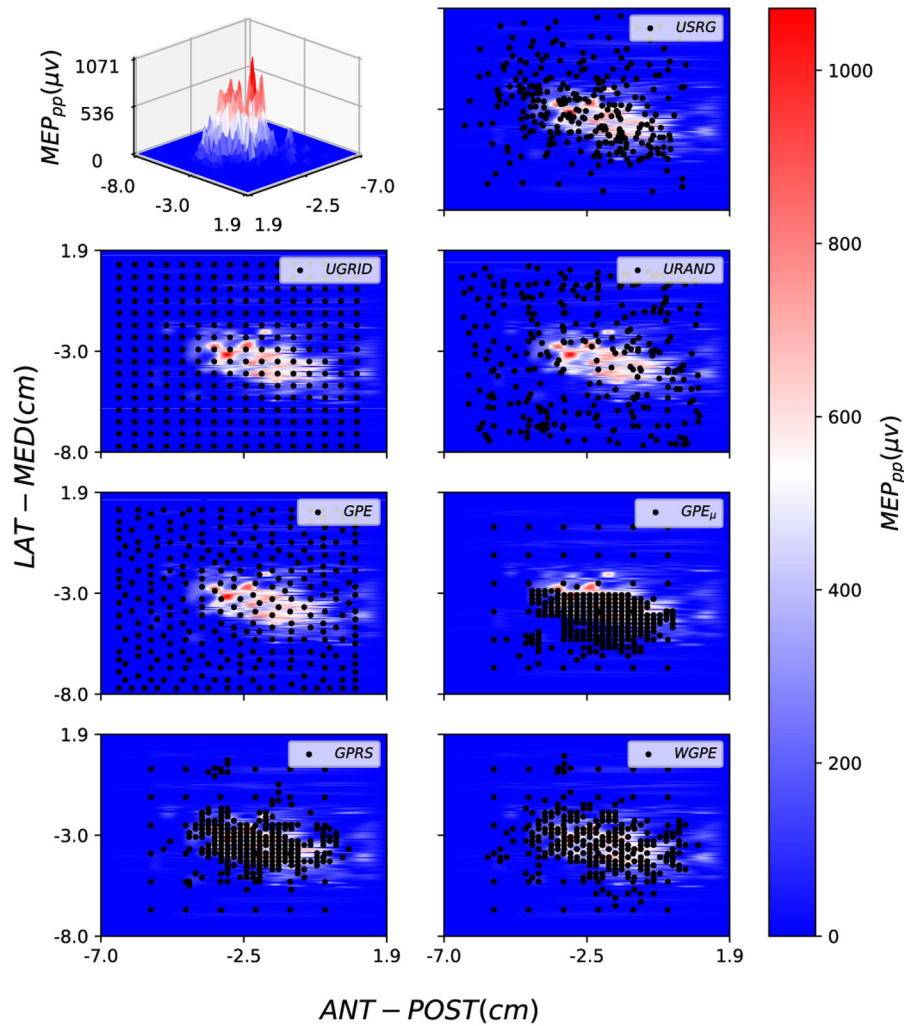 MEP_pp(μv)
1071
536
0
-8.0
-3.0
1.9
1.9
-2.5
-7.0
USRG
1.9
-3.0
-8.0
UGRID
URAND
1.9
-3.0
-8.0
GPE
GPE_μ
1.9
-3.0
-8.0
-7.0
-2.5
1.9
GPRS
-7.0
-2.5
1.9
WGPE
LAT − MED(cm)
ANT − POST(cm)
1000
800
600
400
200
0
MEP_pp(μv)